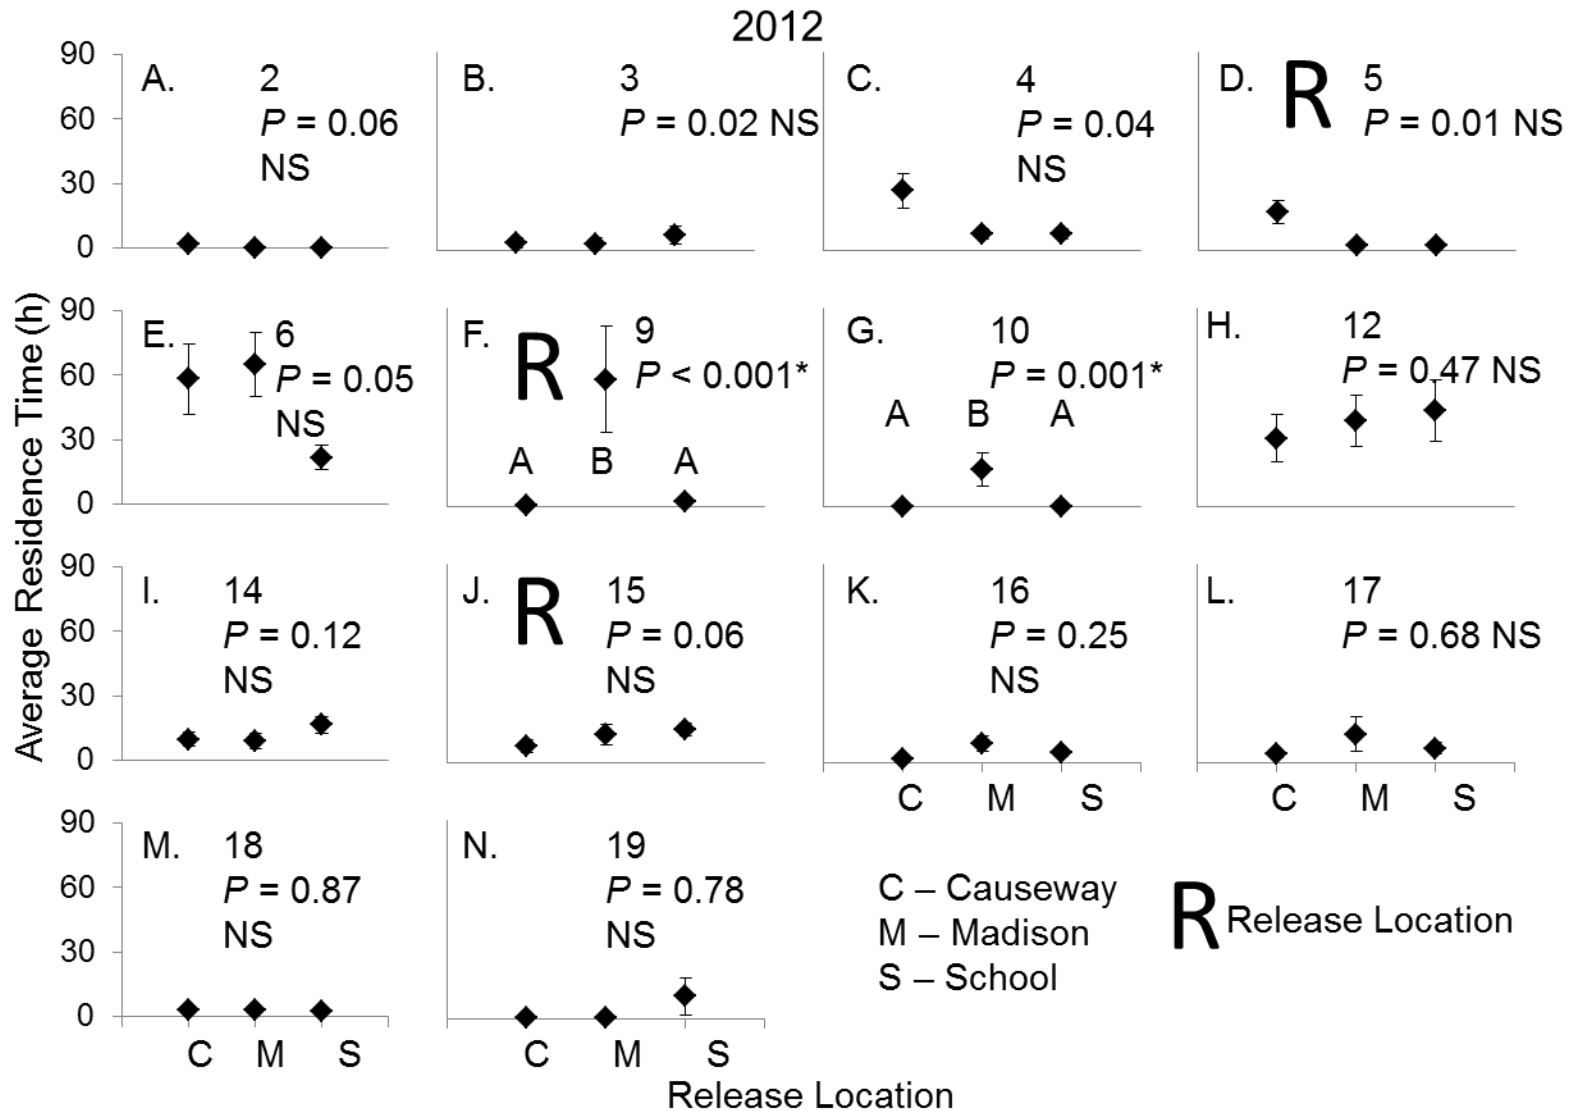 2012
90
60
30
0
A. 2
P = 0.06
NS
B. 3
P = 0.02 NS
C. 4
P = 0.04
NS
D. R 5
P = 0.01 NS
90
60
30
0
E. 6
P = 0.05
NS
F. R 9
P < 0.001*
A B A
G. 10
P = 0.001*
A B A
H. 12
P = 0.47 NS
Average Residence Time (h)
90
60
30
0
I. 14
P = 0.12
NS
J. R 15
P = 0.06
NS
K. 16
P = 0.25
NS
C M S
L. 17
P = 0.68 NS
C M S
90
60
30
0
M. 18
P = 0.87
NS
C M S
N. 19
P = 0.78
NS
C M S
C – Causeway
M – Madison
S – School
R Release Location
Release Location